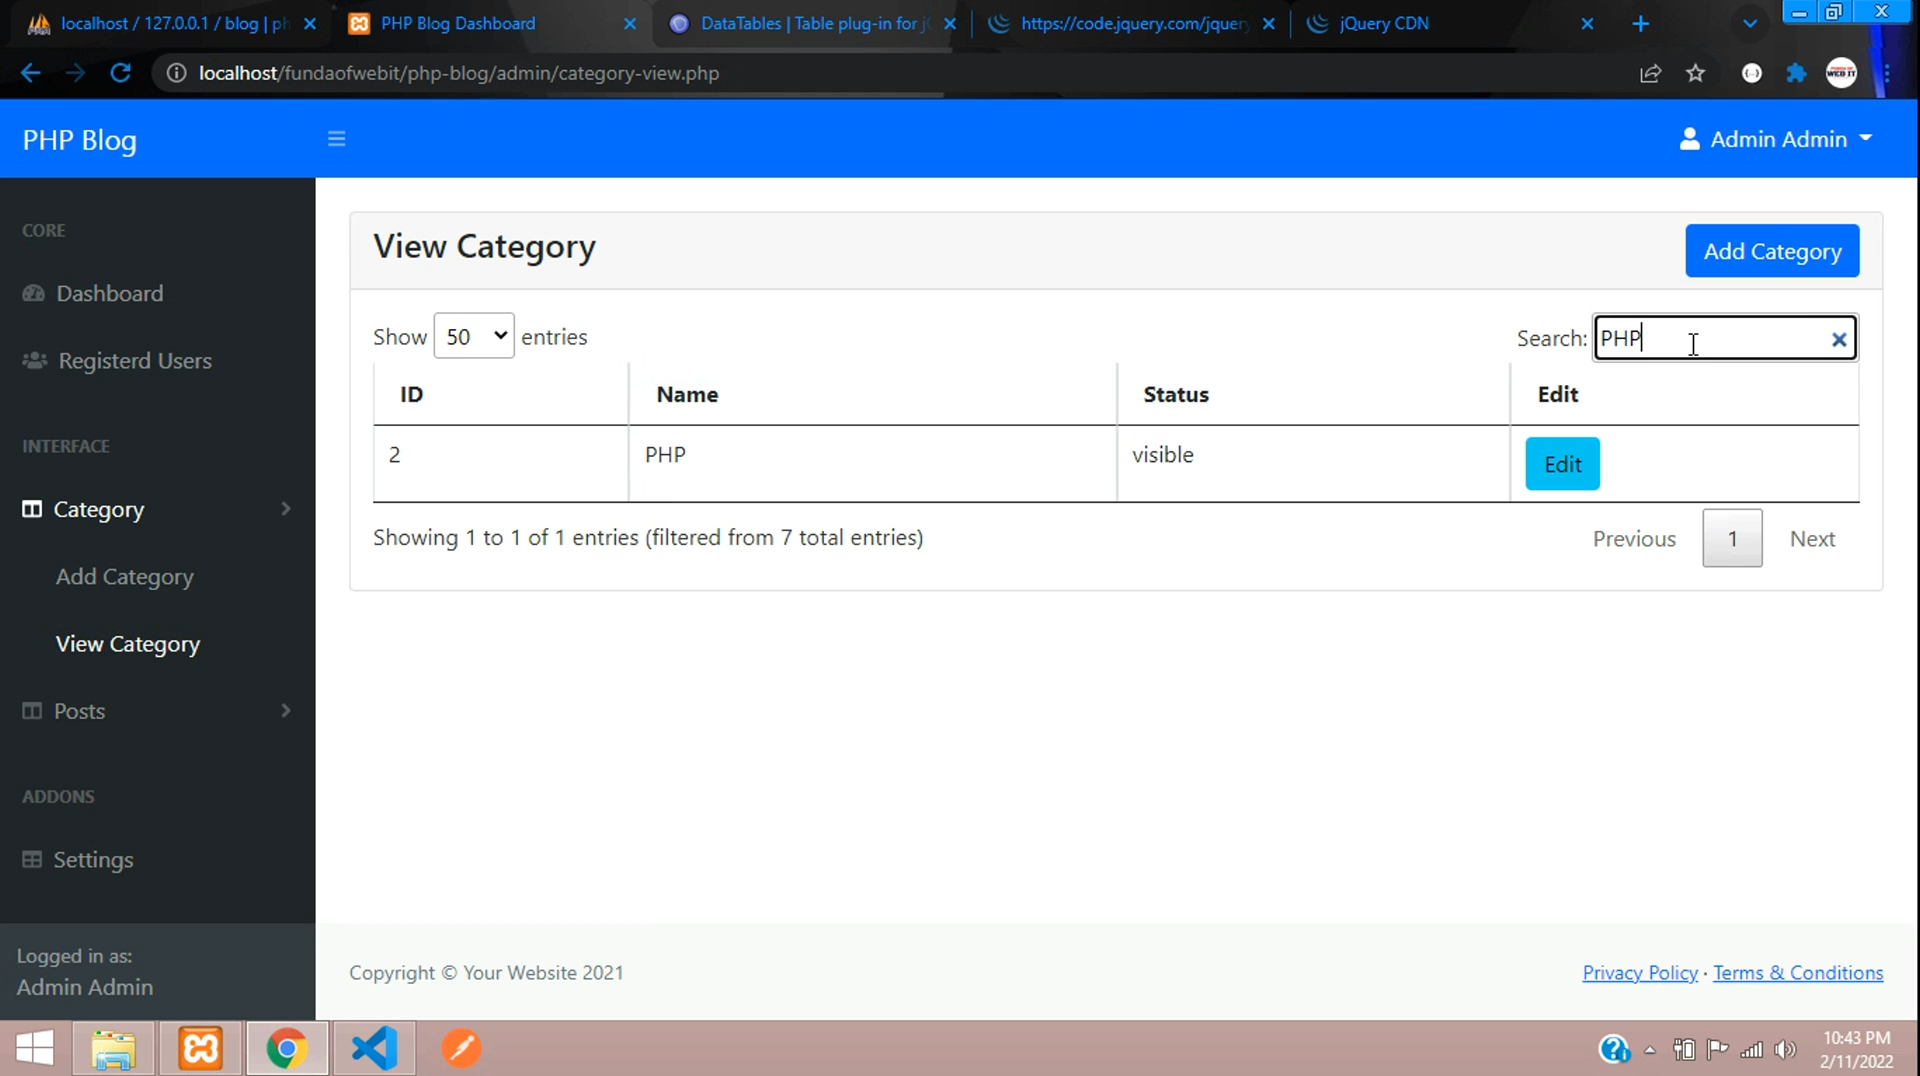 localhost / 127.0.0.1 / blog | ph
PHP Blog Dashboard
DataTables | Table plug-in for j
https://code.jquery.com/jquery
jQuery CDN
localhost/fundaofwebit/php-blog/admin/category-view.php
PHP Blog
Admin Admin
CORE
Dashboard
Registerd Users
INTERFACE
Category
Add Category
View Category
Posts
ADDONS
Settings
Logged in as:
Admin Admin
View Category
Add Category
Show 50 entries
Search: PHP
ID Name Status Edit
2 PHP visible Edit
Showing 1 to 1 of 1 entries (filtered from 7 total entries)
Previous 1 Next
Copyright © Your Website 2021
Privacy Policy · Terms & Conditions
10:43 PM
2/11/2022